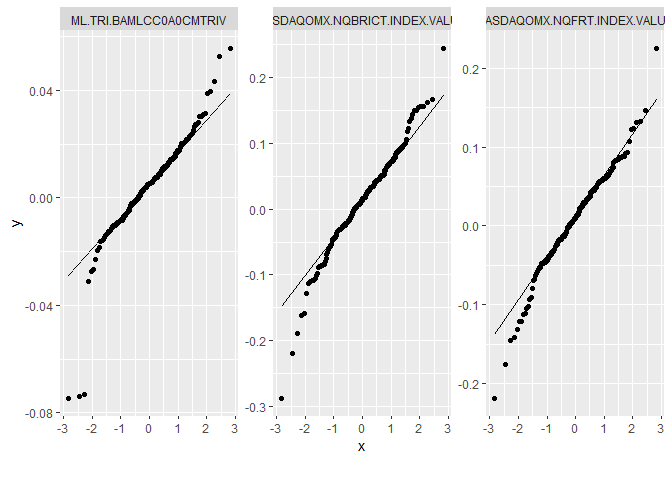 ML.TRI.BAMLCC0A0CMTRIV
SDAQOMX.NQBRICT.INDEX.VALU
ASDAQOMX.NQFRT.INDEX.VALU
y
0.04
0.00
-0.04
-0.08
0.2
0.1
0.0
-0.1
-0.2
-0.3
0.2
0.1
0.0
-0.1
-0.2
-3 -2 -1 0 1 2 3
-3 -2 -1 0 1 2 3
-3 -2 -1 0 1 2 3
x